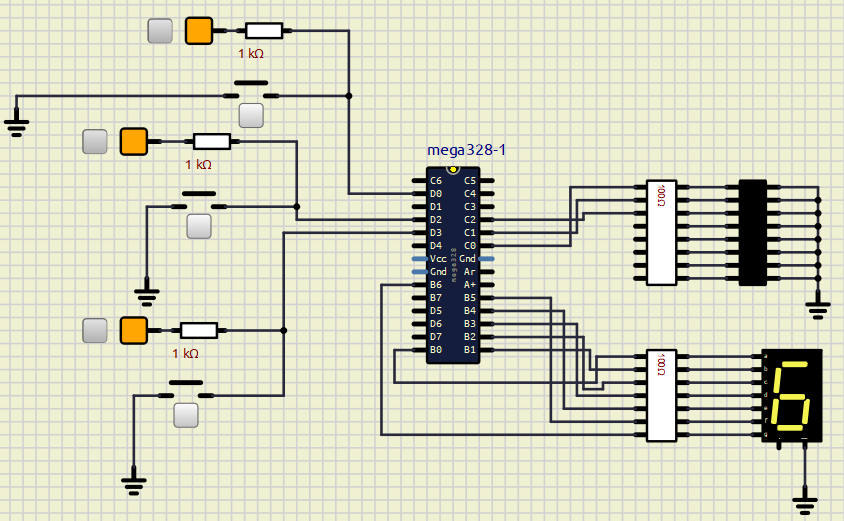 1 kΩ
1 kΩ
mega328-1
C6 C5
D0 C4
D1 C3
D2 C2
D3 C1
D4 C0
Vcc Gnd
Gnd Ar
B6 A+
B7 B5
D5 B4
D6 B3
D7 B2
B0 B1
mega328
100Ω
1 kΩ
100Ω
a
b
c
d
e
f
g
6